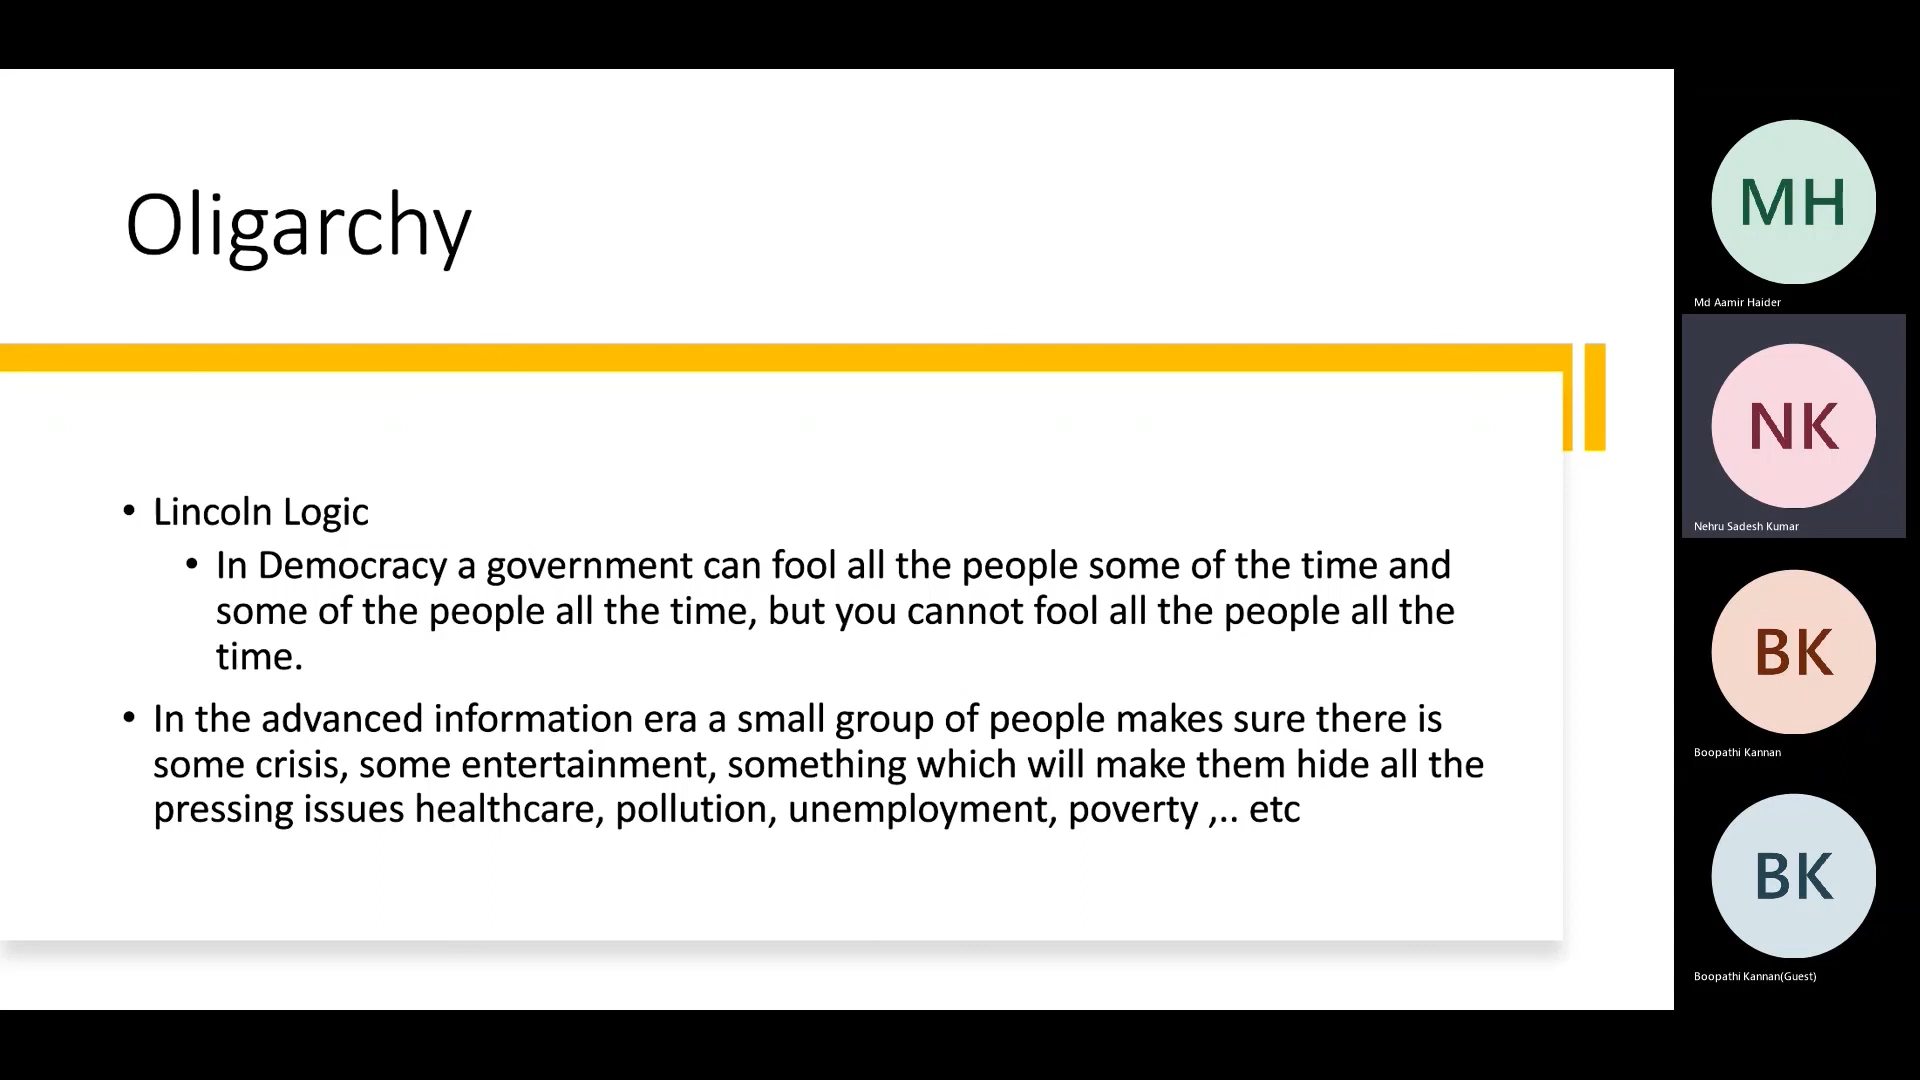 Oligarchy
• Lincoln Logic
• In Democracy a government can fool all the people some of the time and
some of the people all the time, but you cannot fool all the people all the
time.
• In the advanced information era a small group of people makes sure there is
some crisis, some entertainment, something which will make them hide all the
pressing issues healthcare, pollution, unemployment, poverty ,.. etc
MH
Md Aamir Haider
NK
Nehru Sadesh Kumar
BK
Boopathi Kannan
BK
Boopathi Kannan(Guest)